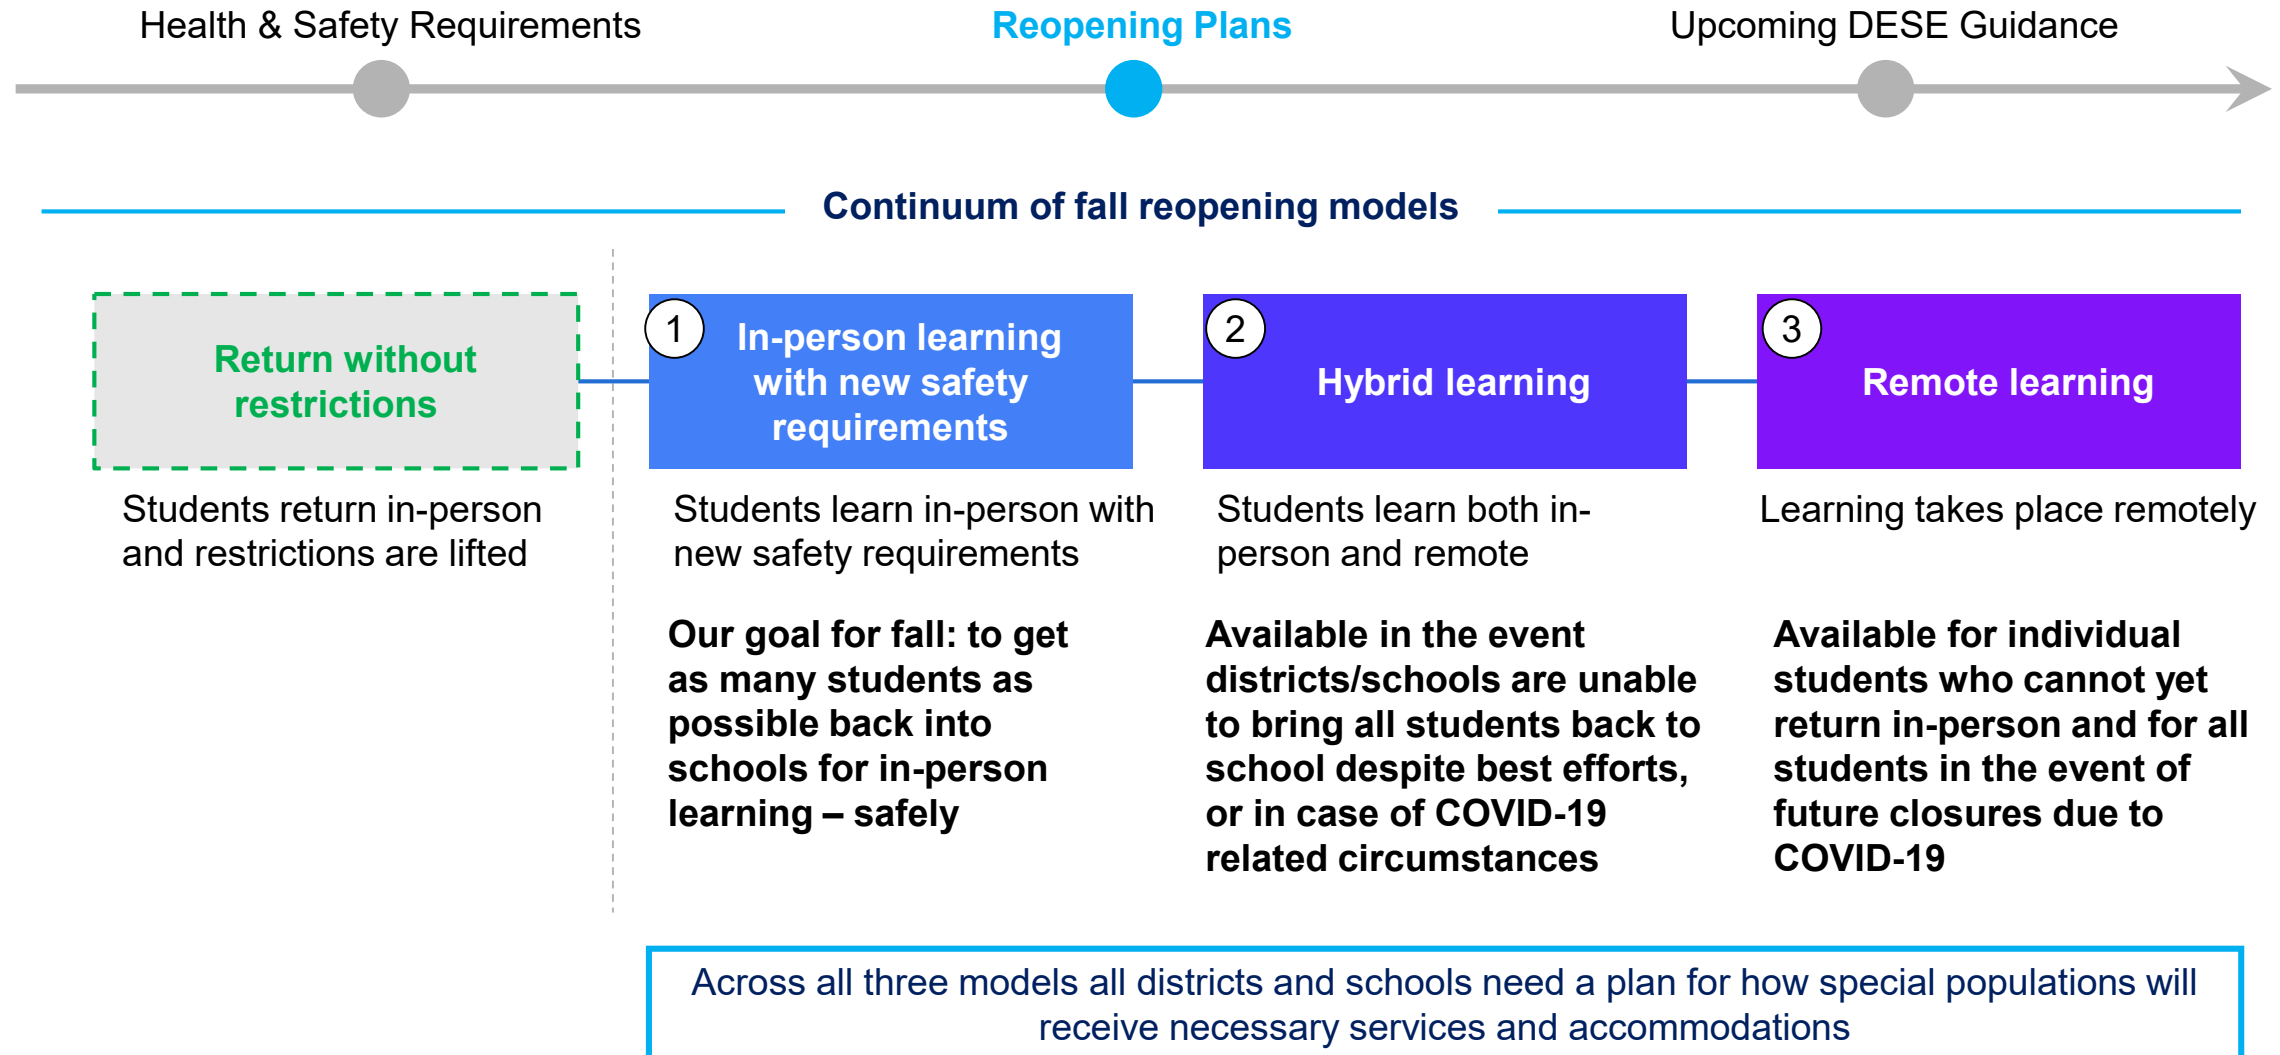 Health & Safety Requirements
Reopening Plans
Upcoming DESE Guidance
Continuum of fall reopening models
Return without
restrictions
Students return in-person
and restrictions are lifted
1
In-person learning
with new safety
requirements
Students learn in-person with
new safety requirements
Our goal for fall: to get
as many students as
possible back into
schools for in-person
learning – safely
2
Hybrid learning
Students learn both in-
person and remote
Available in the event
districts/schools are unable
to bring all students back to
school despite best efforts,
or in case of COVID-19
related circumstances
3
Remote learning
Learning takes place remotely
Available for individual
students who cannot yet
return in-person and for all
students in the event of
future closures due to
COVID-19
Across all three models all districts and schools need a plan for how special populations will
receive necessary services and accommodations